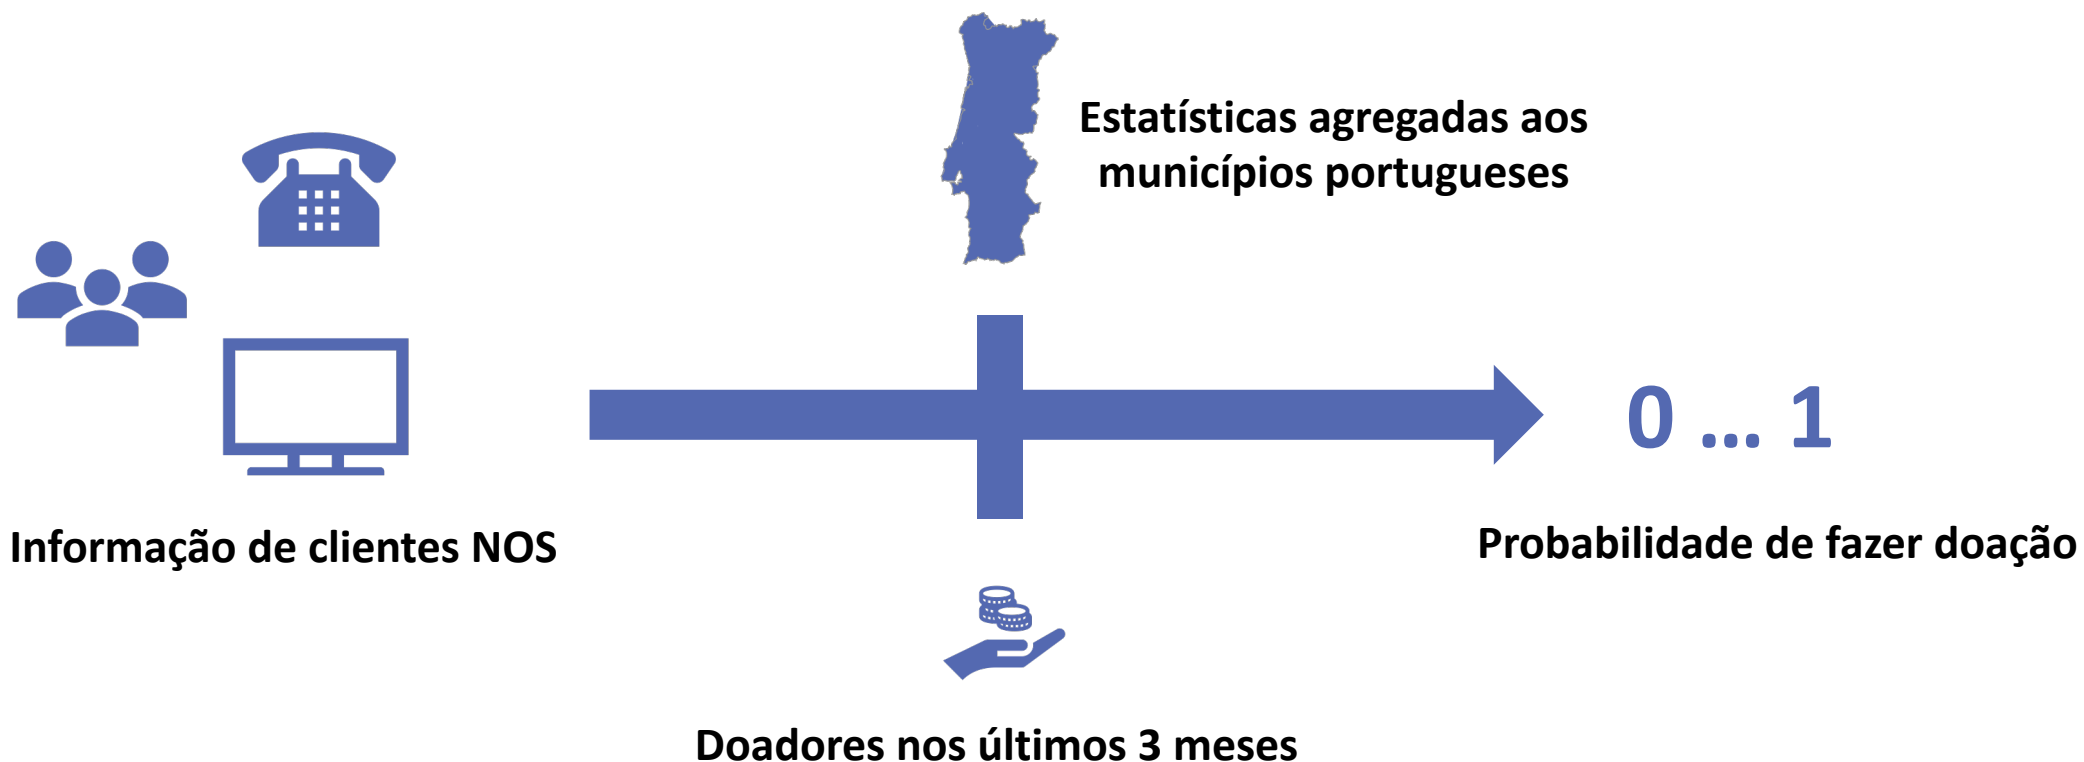 Estatísticas agregadas aos
municípios portugueses
0 ... 1
Informação de clientes NOS
Probabilidade de fazer doação
Doadores nos últimos 3 meses